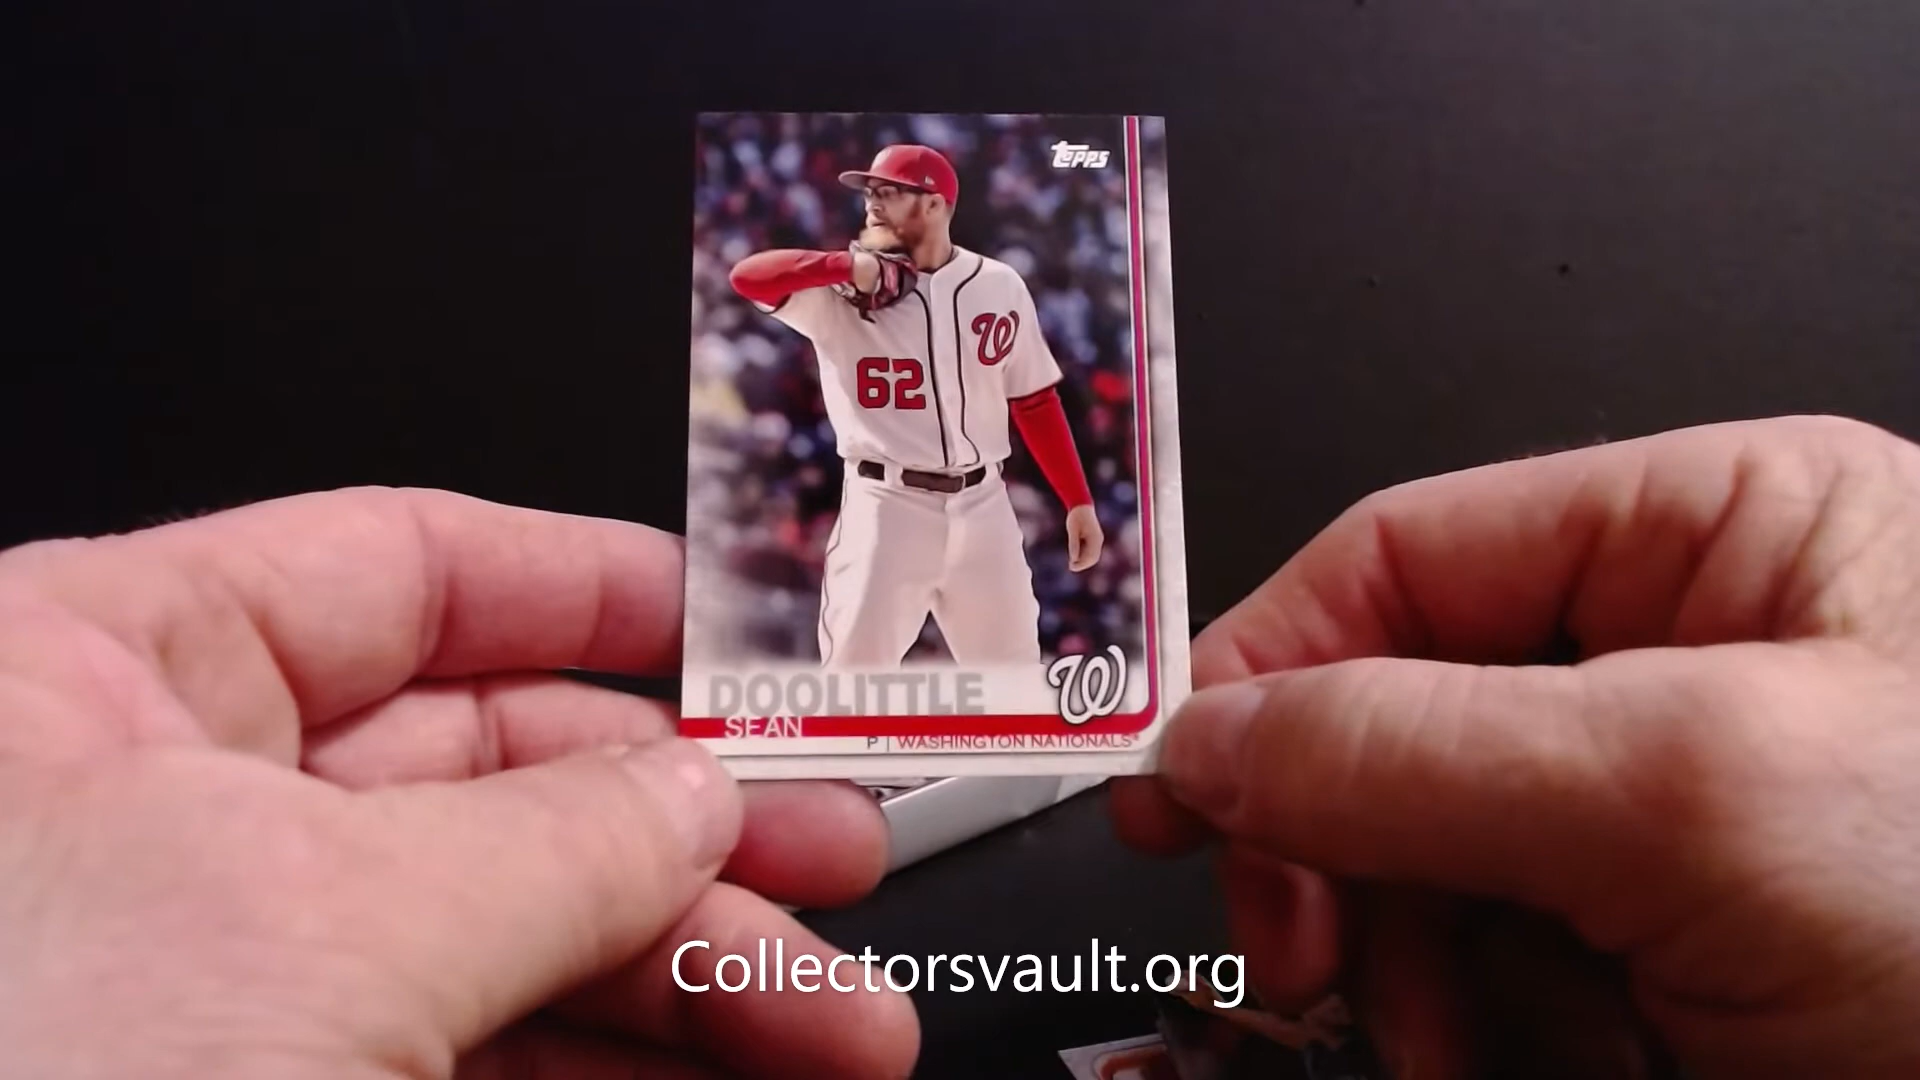 Topps
W
62
W
DOOLITTLE
SEAN
P | WASHINGTON NATIONALS®
Collectorsvault.org